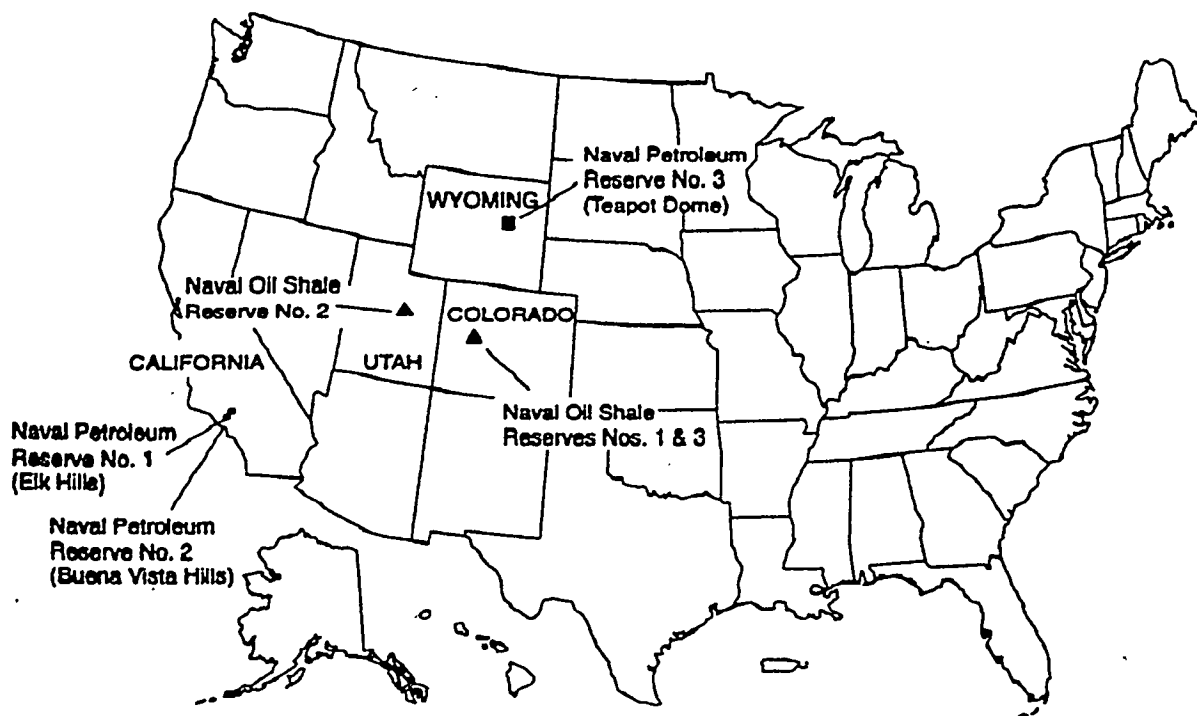 Naval Petroleum
Reserve No. 3
(Teapot Dome)
WYOMING
Naval Oil Shale
Reserve No. 2
COLORADO
CALIFORNIA
UTAH
Naval Oil Shale
Reserves Nos. 1 & 3
Naval Petroleum
Reserve No. 1
(Elk Hills)
Naval Petroleum
Reserve No. 2
(Buena Vista Hills)